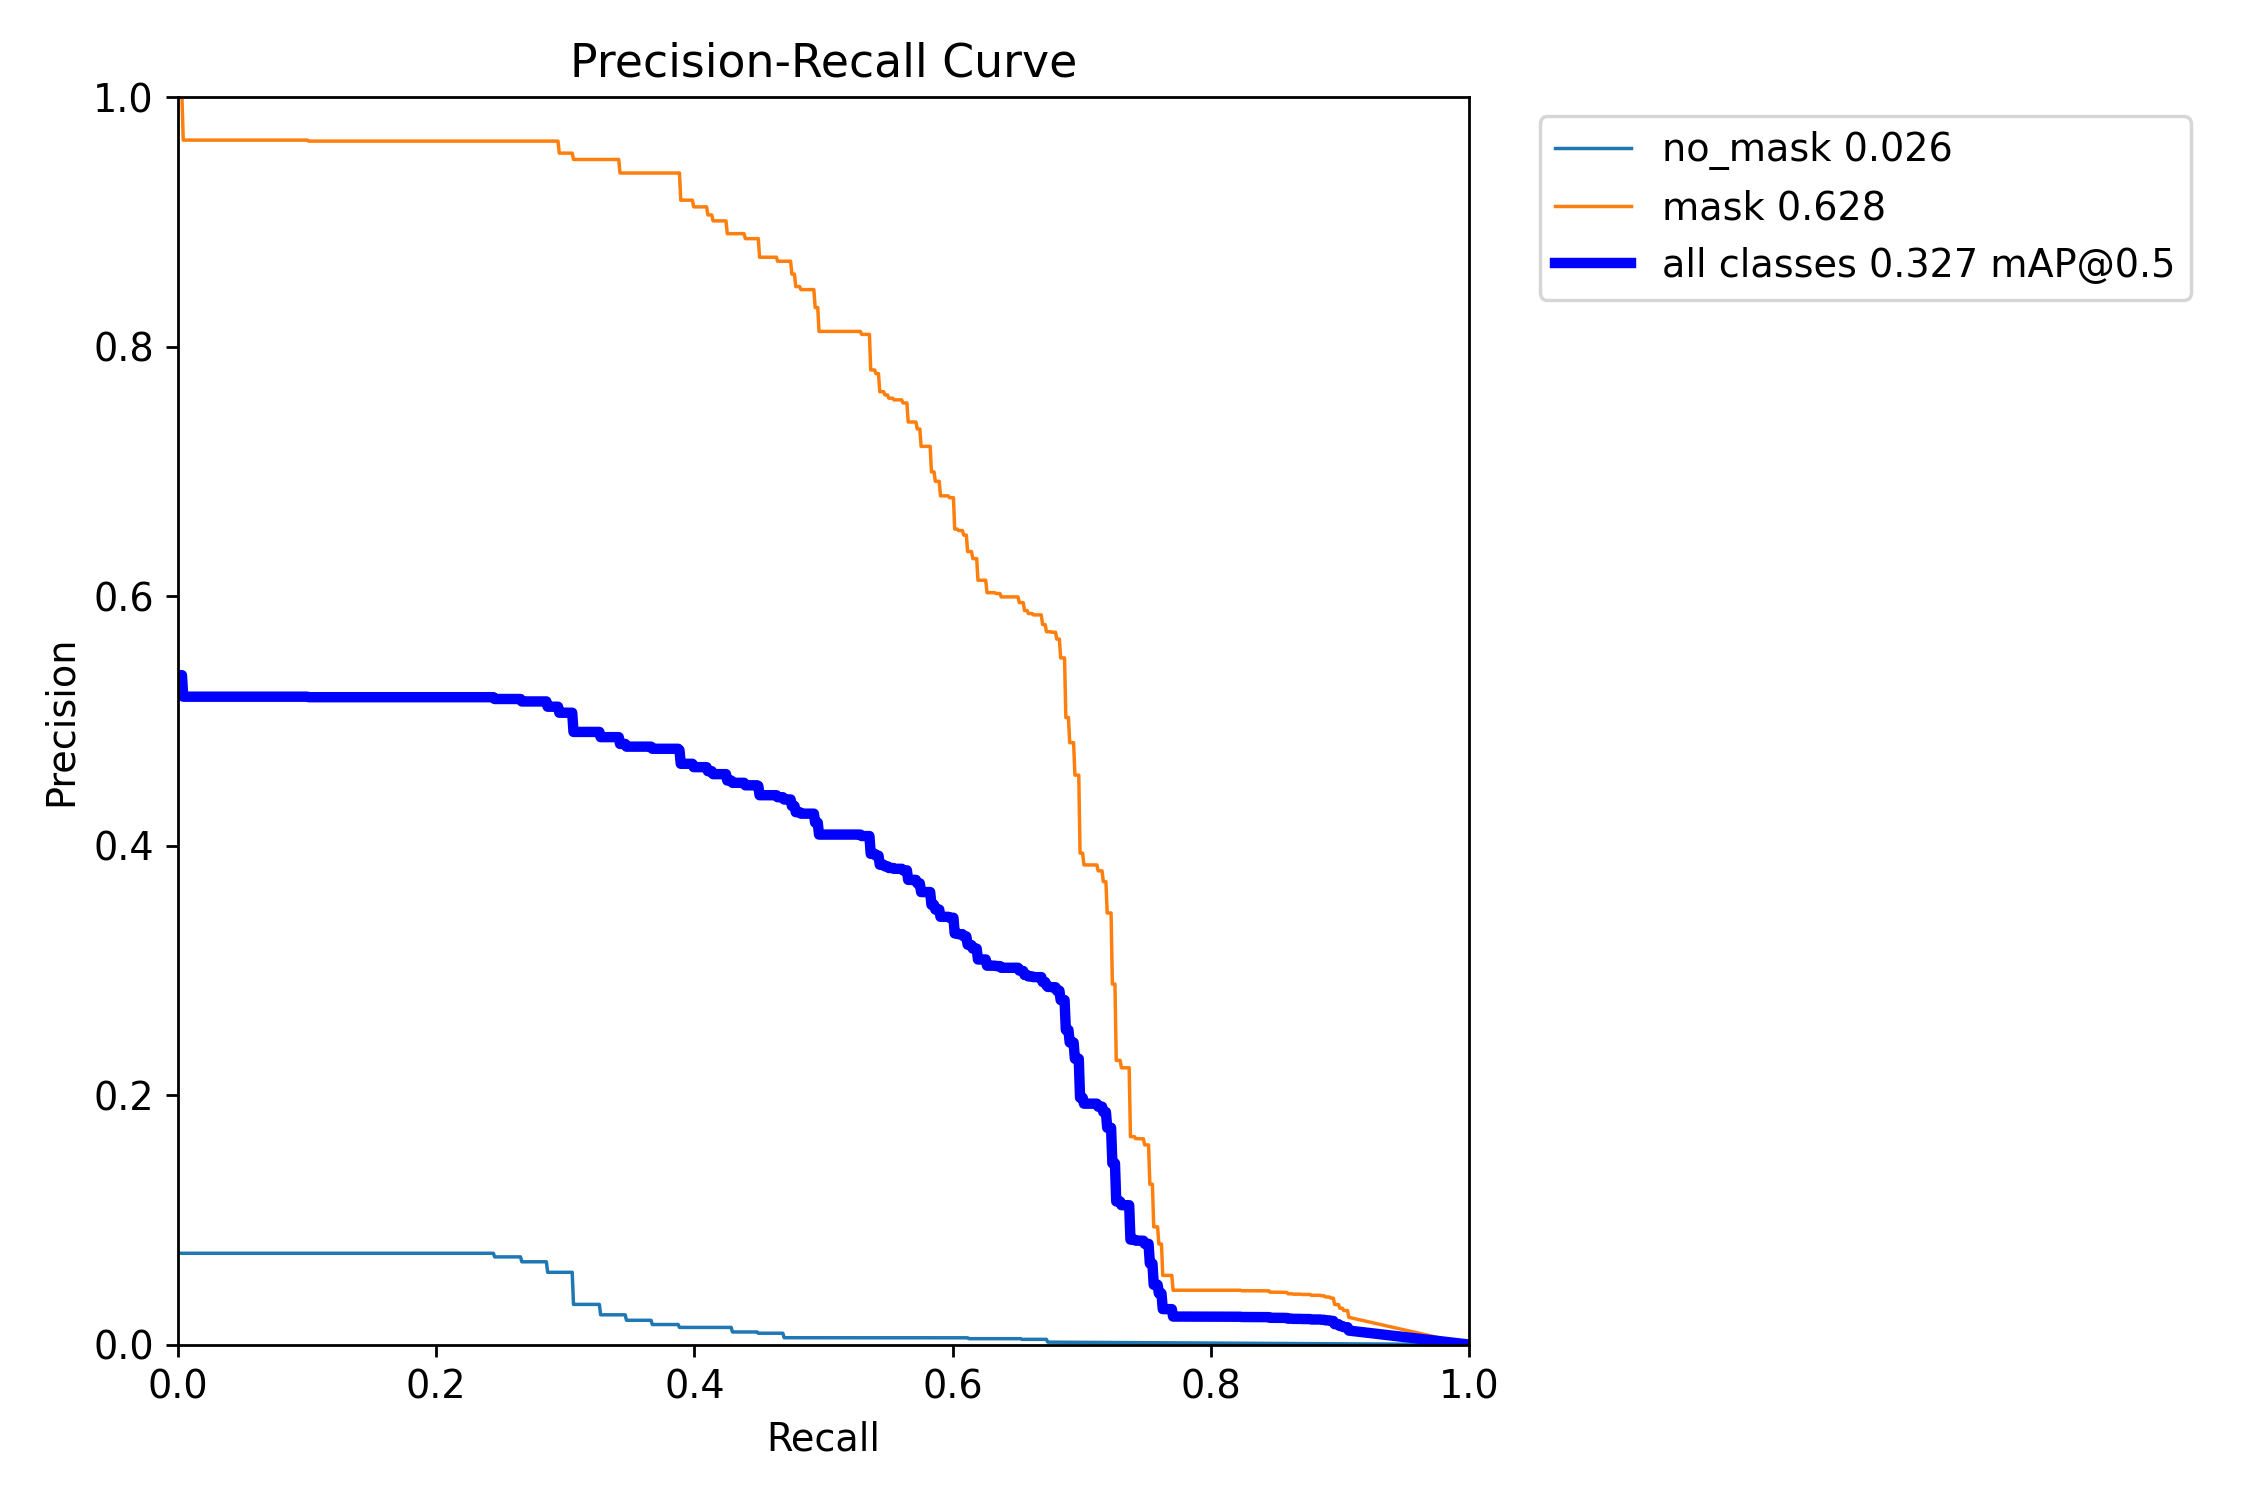 Precision-Recall Curve
no_mask 0.026
mask 0.628
all classes 0.327 mAP@0.5
Precision
1.0
0.8
0.6
0.4
0.2
0.0
0.0 0.2 0.4 0.6 0.8 1.0
Recall